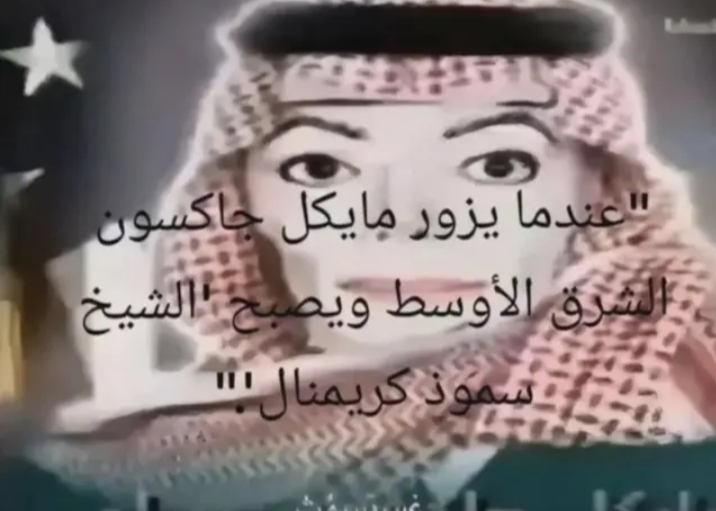 "عندما يزور مايكل جاكسون
الشرق الأوسط ويصبح 'الشيخ
سموذ كريمنال'!"